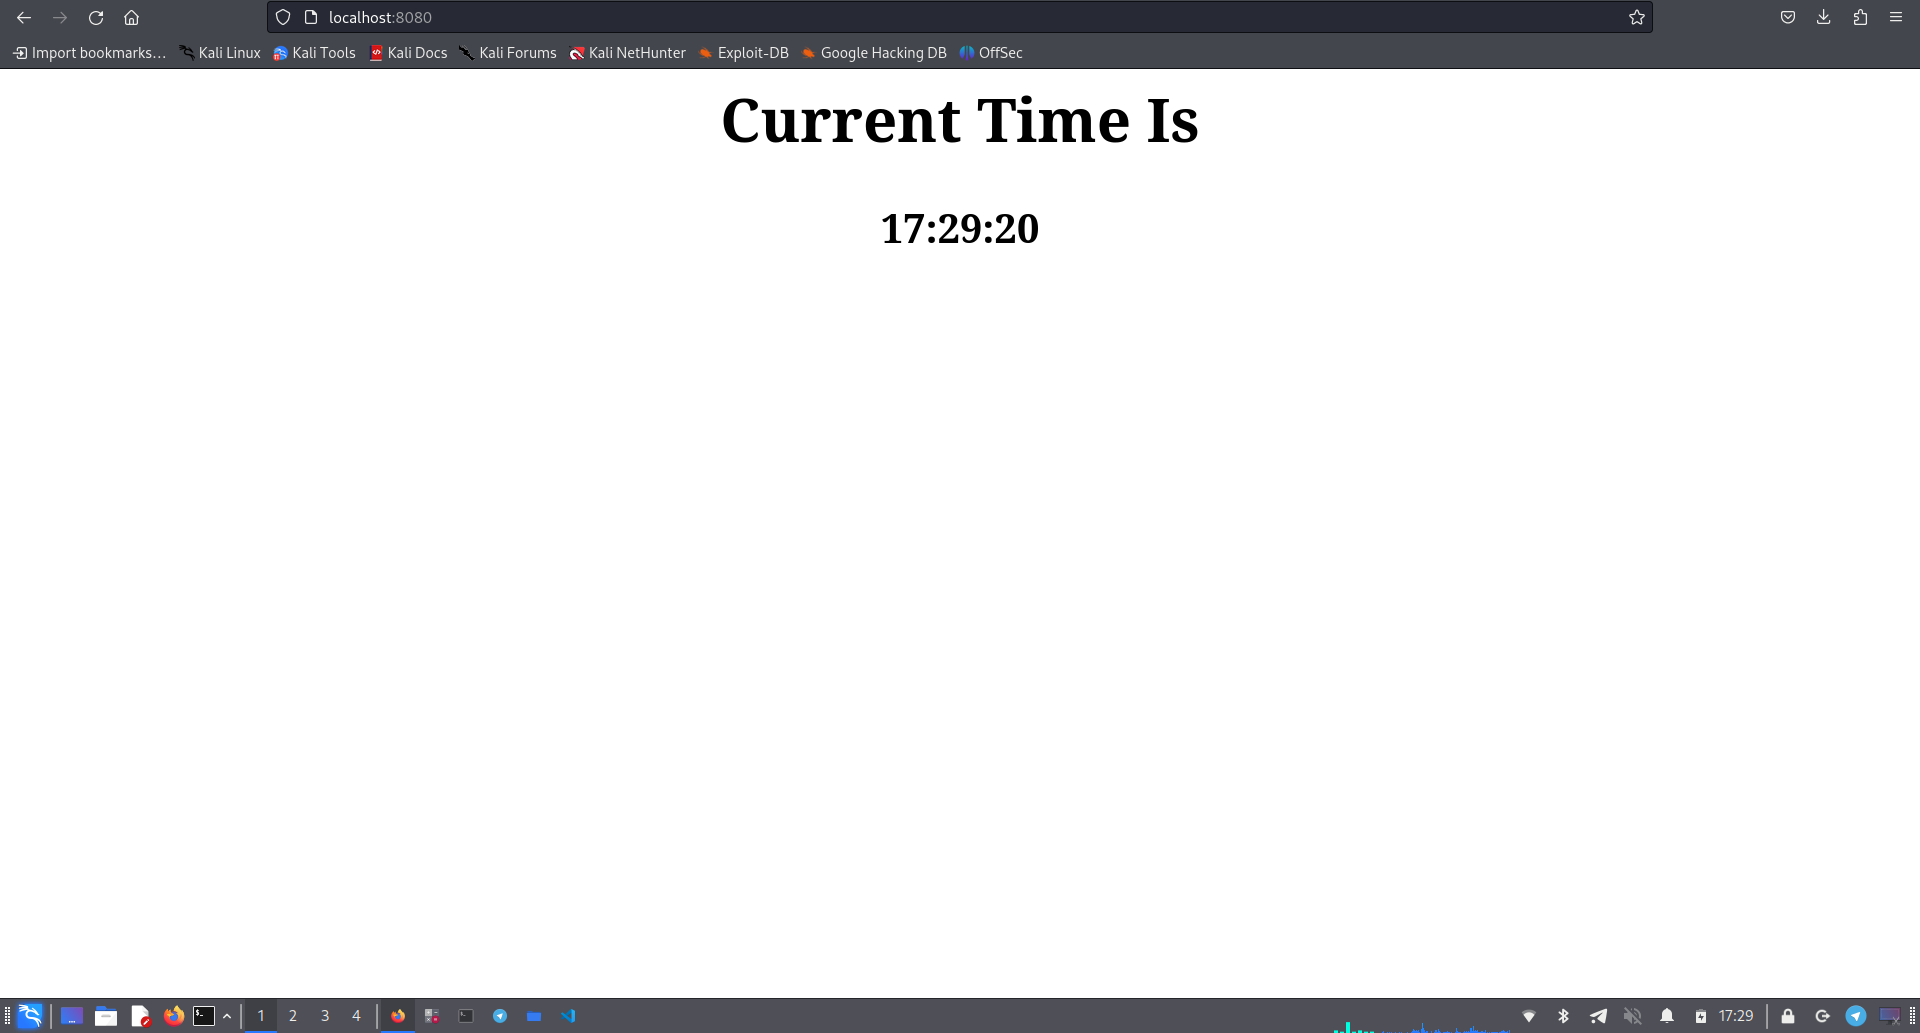 localhost:8080
Import bookmarks... Kali Linux Kali Tools Kali Docs Kali Forums Kali NetHunter Exploit-DB Google Hacking DB OffSec
Current Time Is
17:29:20
1 2 3 4 17:29